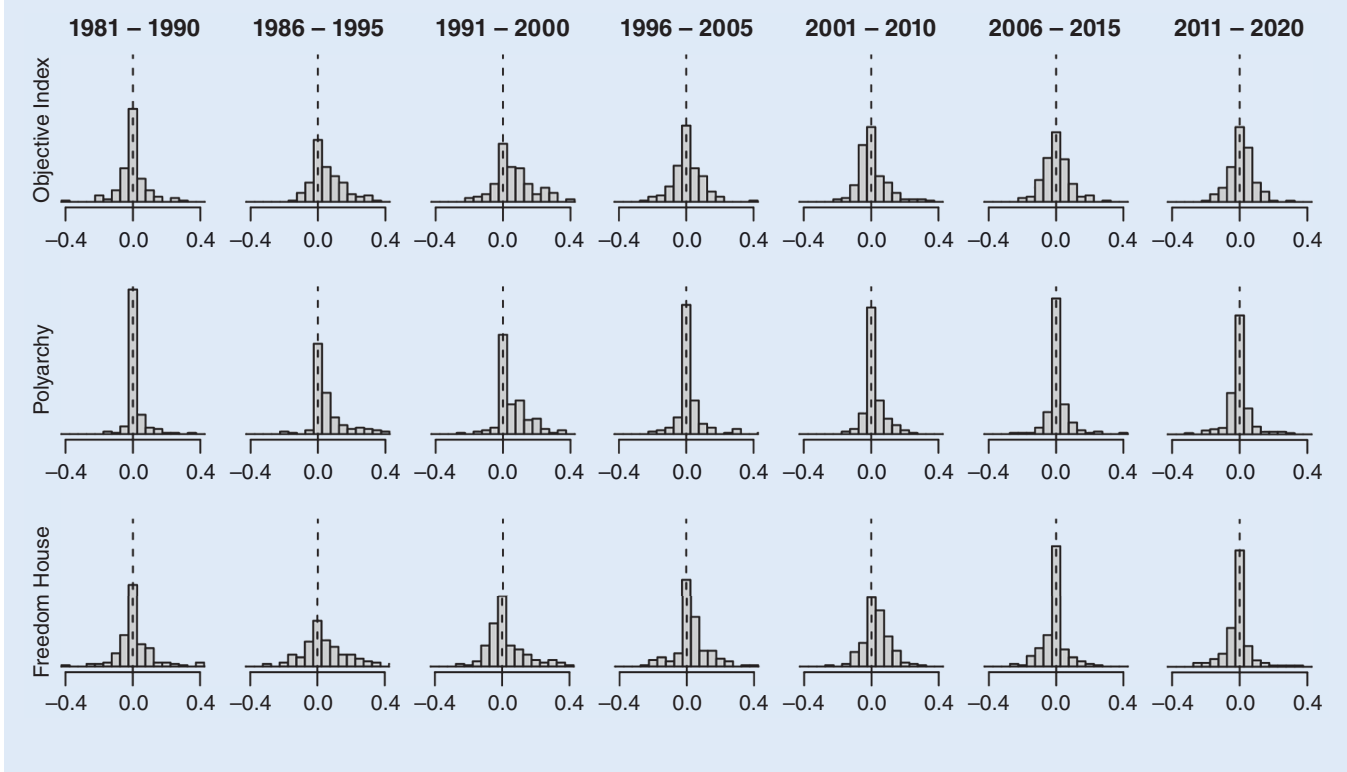 1981 – 1990 1986 – 1995 1991 – 2000 1996 – 2005 2001 – 2010 2006 – 2015 2011 – 2020
Objective Index
–0.4 0.0 0.4 –0.4 0.0 0.4 –0.4 0.0 0.4 –0.4 0.0 0.4 –0.4 0.0 0.4 –0.4 0.0 0.4 –0.4 0.0 0.4
Polyarchy
–0.4 0.0 0.4 –0.4 0.0 0.4 –0.4 0.0 0.4 –0.4 0.0 0.4 –0.4 0.0 0.4 –0.4 0.0 0.4 –0.4 0.0 0.4
Freedom House
–0.4 0.0 0.4 –0.4 0.0 0.4 –0.4 0.0 0.4 –0.4 0.0 0.4 –0.4 0.0 0.4 –0.4 0.0 0.4 –0.4 0.0 0.4